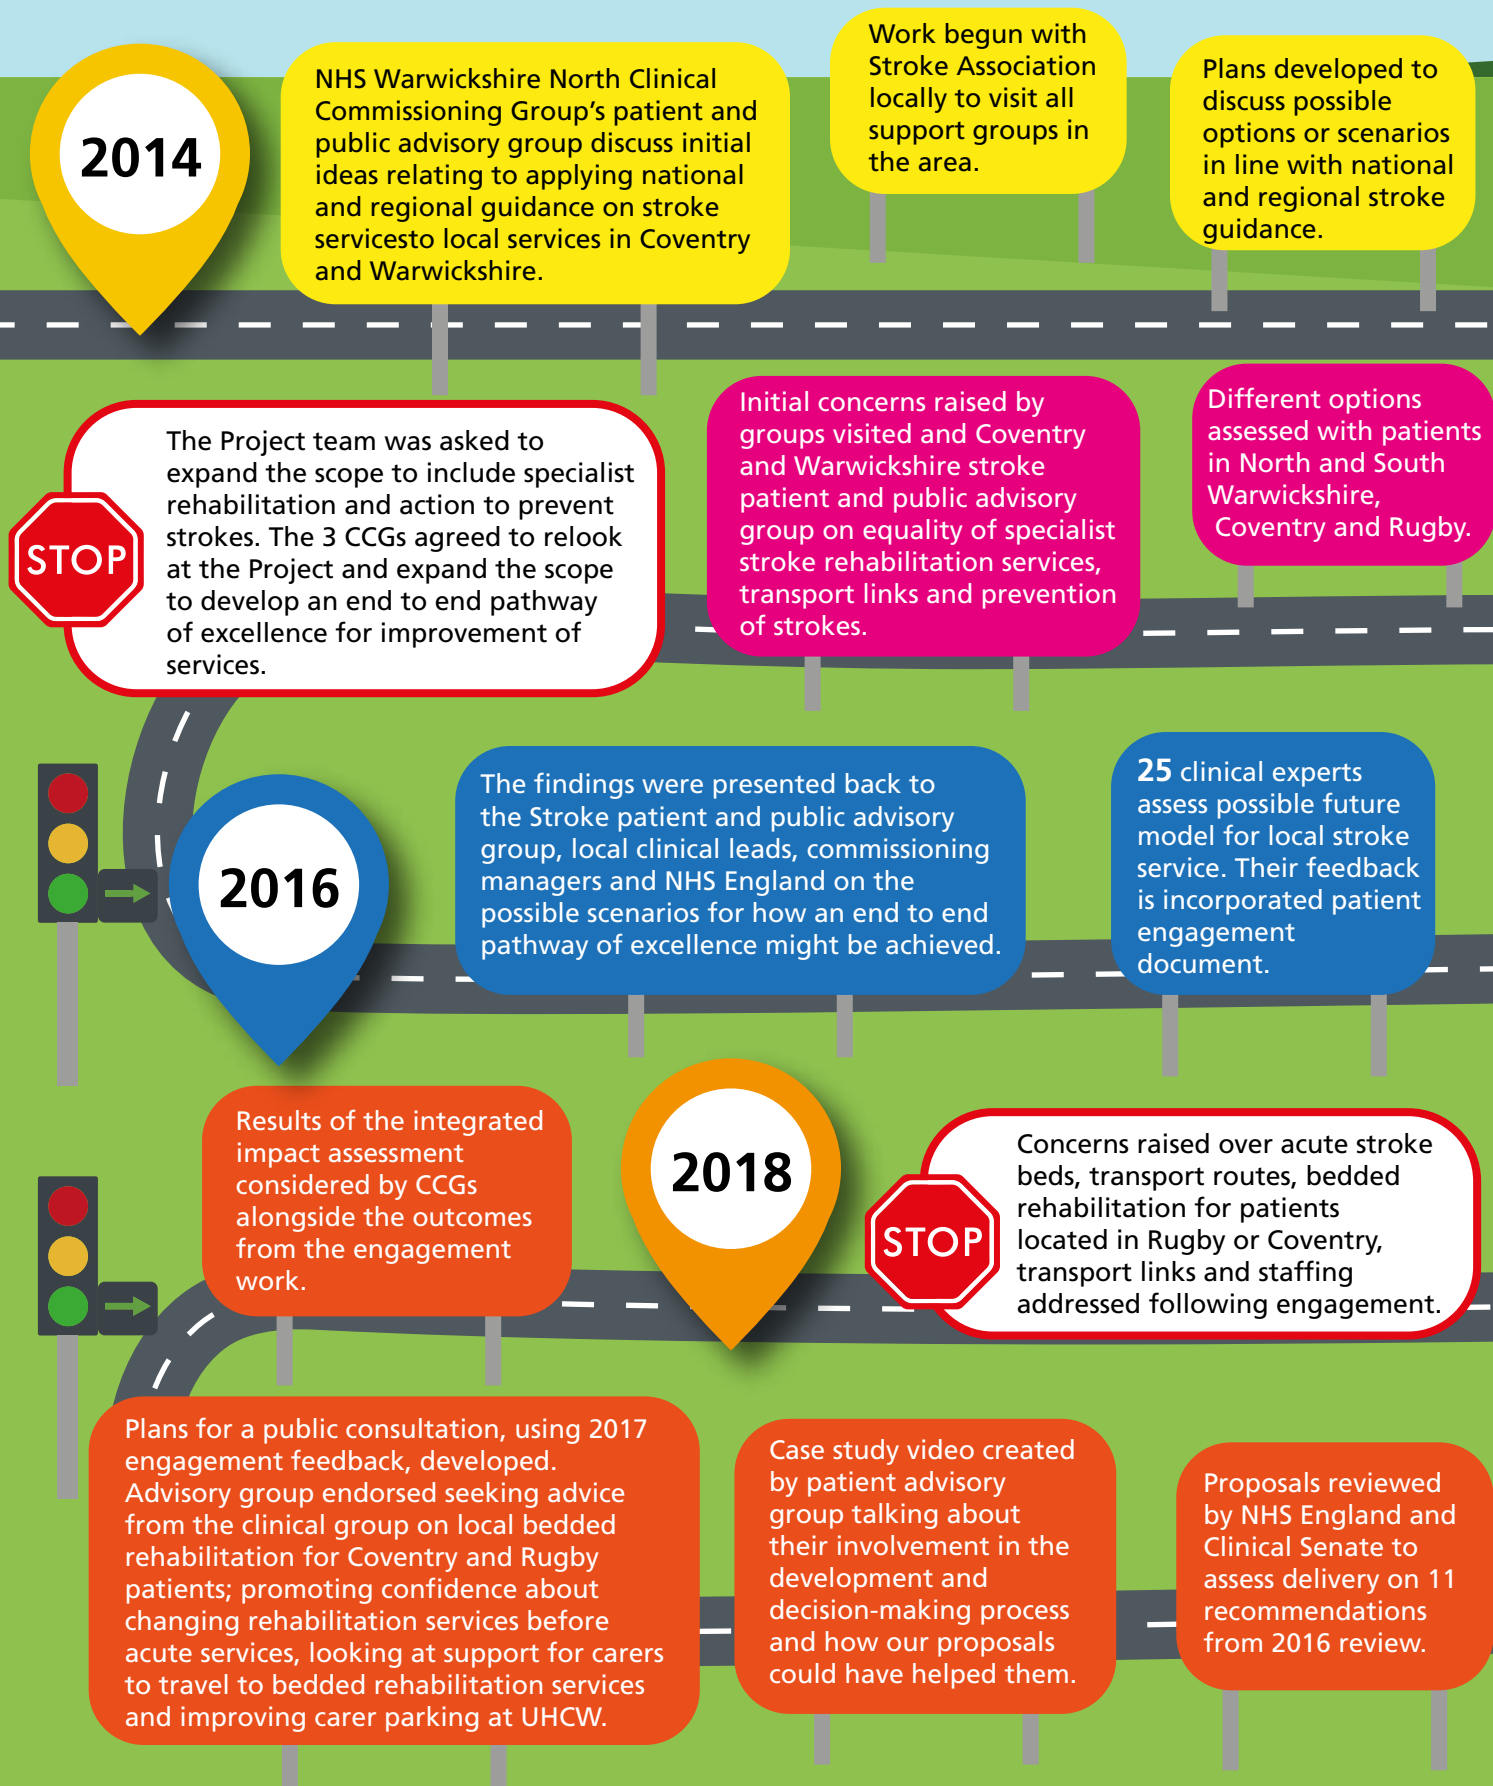 2014
NHS Warwickshire North Clinical
Commissioning Group’s patient and
public advisory group discuss initial
ideas relating to applying national
and regional guidance on stroke
servicesto local services in Coventry
and Warwickshire.
Work begun with
Stroke Association
locally to visit all
support groups in
the area.
Plans developed to
discuss possible
options or scenarios
in line with national
and regional stroke
guidance.
STOP
The Project team was asked to
expand the scope to include specialist
rehabilitation and action to prevent
strokes. The 3 CCGs agreed to relook
at the Project and expand the scope
to develop an end to end pathway
of excellence for improvement of
services.
Initial concerns raised by
groups visited and Coventry
and Warwickshire stroke
patient and public advisory
group on equality of specialist
stroke rehabilitation services,
transport links and prevention
of strokes.
Different options
assessed with patients
in North and South
Warwickshire,
Coventry and Rugby.
2016
The findings were presented back to
the Stroke patient and public advisory
group, local clinical leads, commissioning
managers and NHS England on the
possible scenarios for how an end to end
pathway of excellence might be achieved.
25 clinical experts
assess possible future
model for local stroke
service. Their feedback
is incorporated patient
engagement
document.
Results of the integrated
impact assessment
considered by CCGs
alongside the outcomes
from the engagement
work.
2018
STOP
Concerns raised over acute stroke
beds, transport routes, bedded
rehabilitation for patients
located in Rugby or Coventry,
transport links and staffing
addressed following engagement.
Plans for a public consultation, using 2017
engagement feedback, developed.
Advisory group endorsed seeking advice
from the clinical group on local bedded
rehabilitation for Coventry and Rugby
patients; promoting confidence about
changing rehabilitation services before
acute services, looking at support for carers
to travel to bedded rehabilitation services
and improving carer parking at UHCW.
Case study video created
by patient advisory
group talking about
their involvement in the
development and
decision-making process
and how our proposals
could have helped them.
Proposals reviewed
by NHS England and
Clinical Senate to
assess delivery on 11
recommendations
from 2016 review.